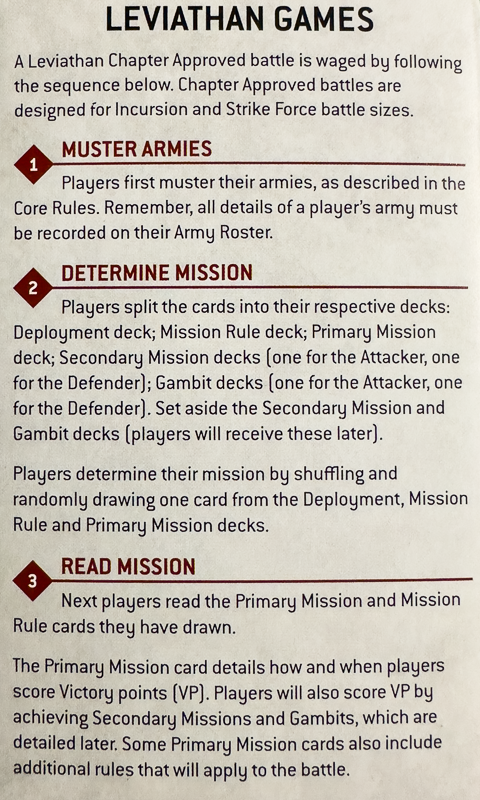 LEVIATHAN GAMES
A Leviathan Chapter Approved battle is waged by following
the sequence below. Chapter Approved battles are
designed for Incursion and Strike Force battle sizes.
1 MUSTER ARMIES
Players first muster their armies, as described in the
Core Rules. Remember, all details of a player's army must
be recorded on their Army Roster.
2 DETERMINE MISSION
Players split the cards into their respective decks:
Deployment deck; Mission Rule deck; Primary Mission
deck; Secondary Mission decks (one for the Attacker, one
for the Defender); Gambit decks (one for the Attacker, one
for the Defender). Set aside the Secondary Mission and
Gambit decks (players will receive these later).
Players determine their mission by shuffling and
randomly drawing one card from the Deployment, Mission
Rule and Primary Mission decks.
3 READ MISSION
Next players read the Primary Mission and Mission
Rule cards they have drawn.
The Primary Mission card details how and when players
score Victory points (VP). Players will also score VP by
achieving Secondary Missions and Gambits, which are
detailed later. Some Primary Mission cards also include
additional rules that will apply to the battle.